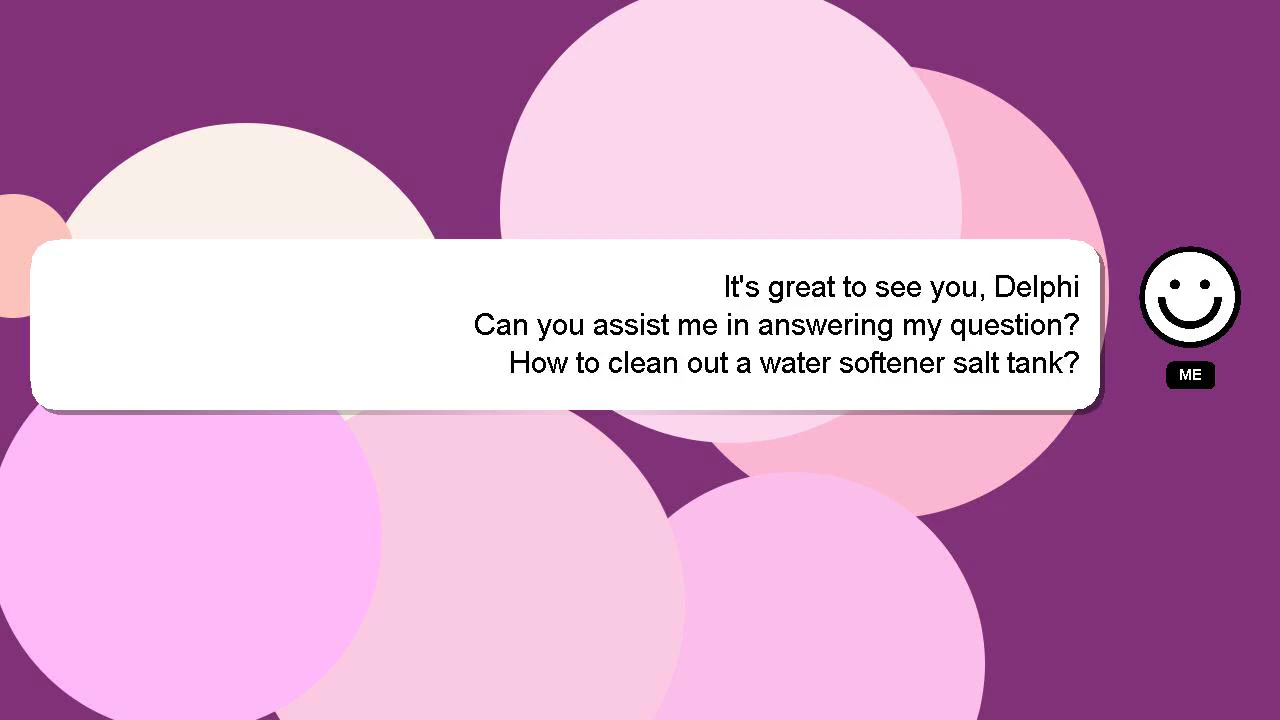 It's great to see you, Delphi
Can you assist me in answering my question?
How to clean out a water softener salt tank?
ME